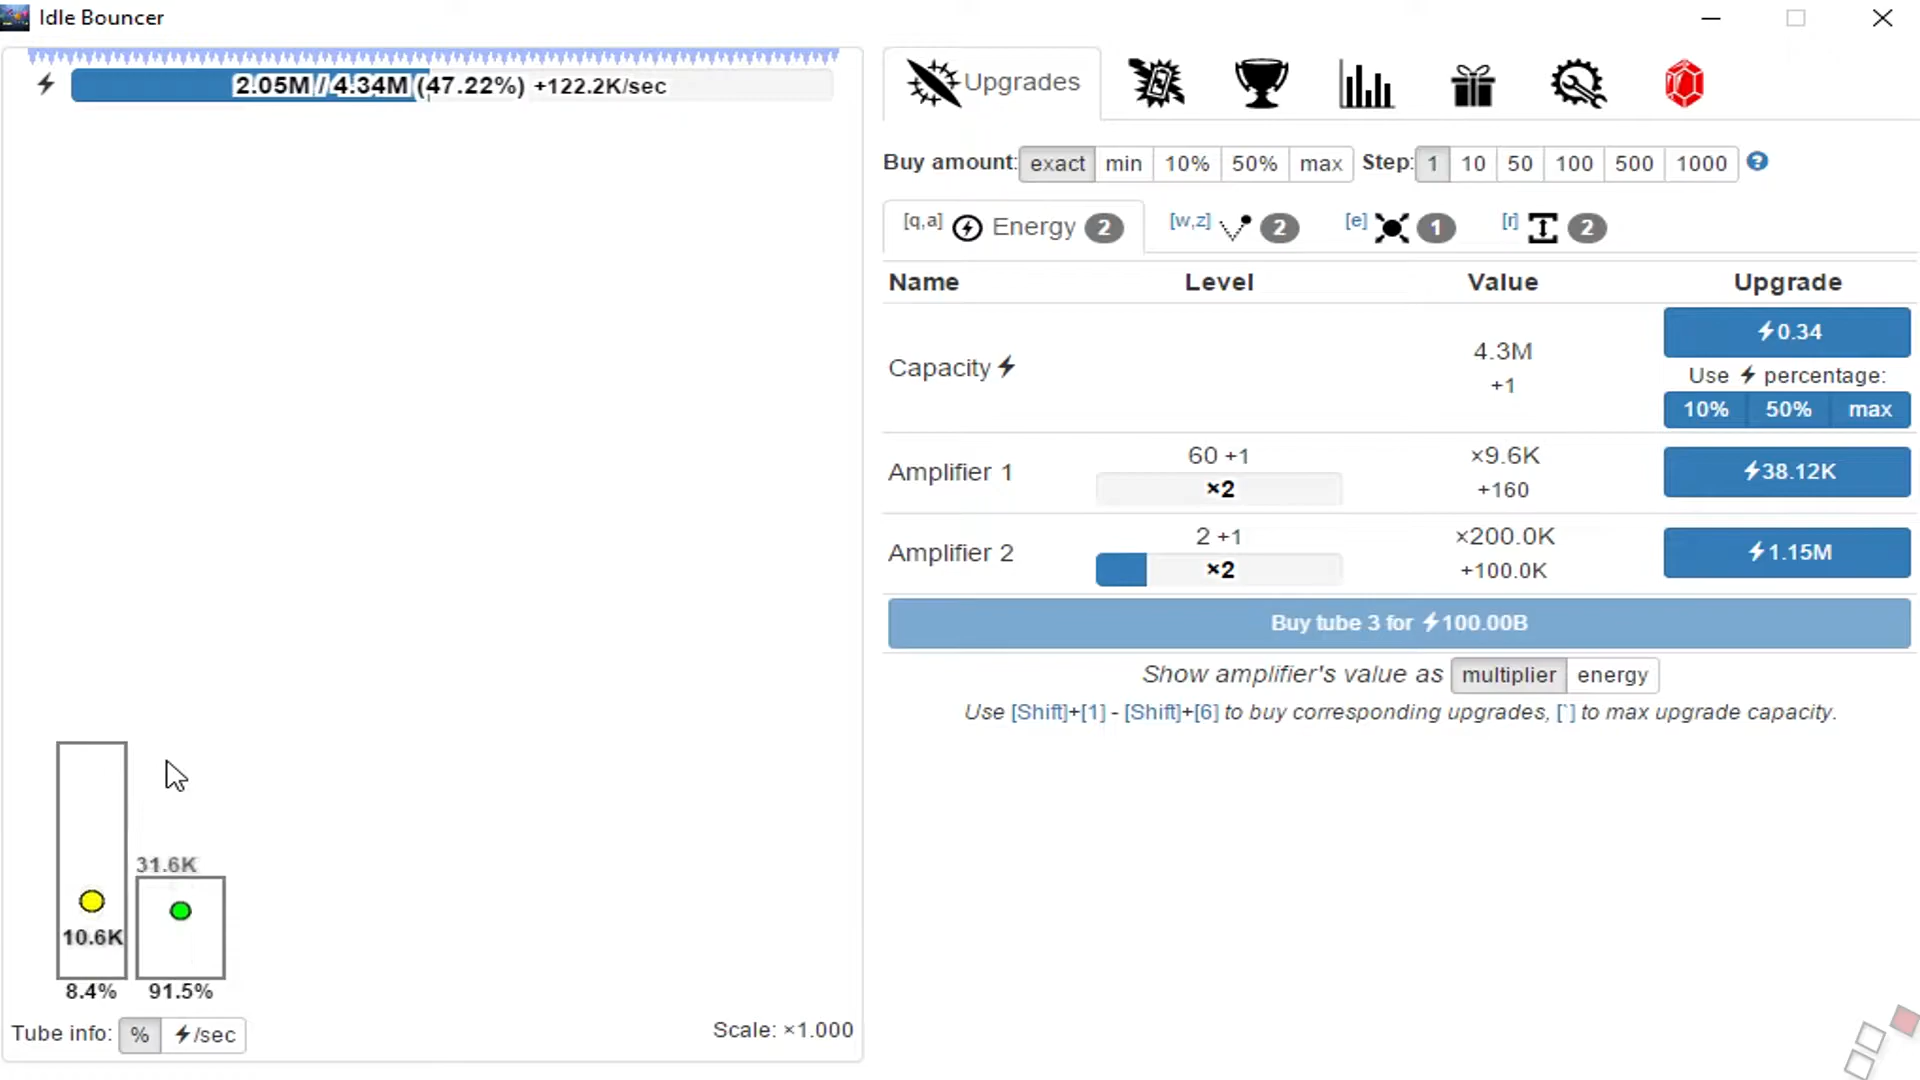 Idle Bouncer
2.05M / 4.34M (47.22%) +122.2K/sec
Upgrades
Buy amount: exact min 10% 50% max Step: 1 10 50 100 500 1000 ?
[q,a] Energy 2 [w,z] 2 [e] 1 [r] 2
Name Level Value Upgrade
Capacity 4.3M +1 0.34
Use percentage:
10% 50% max
Amplifier 1 60 +1 ×2 ×9.6K +160 38.12K
Amplifier 2 2 +1 ×2 ×200.0K +100.0K 1.15M
Buy tube 3 for 100.00B
Show amplifier's value as multiplier energy
Use [Shift]+[1] - [Shift]+[6] to buy corresponding upgrades, [`] to max upgrade capacity.
31.6K
10.6K
8.4% 91.5%
Tube info: % /sec
Scale: ×1.000